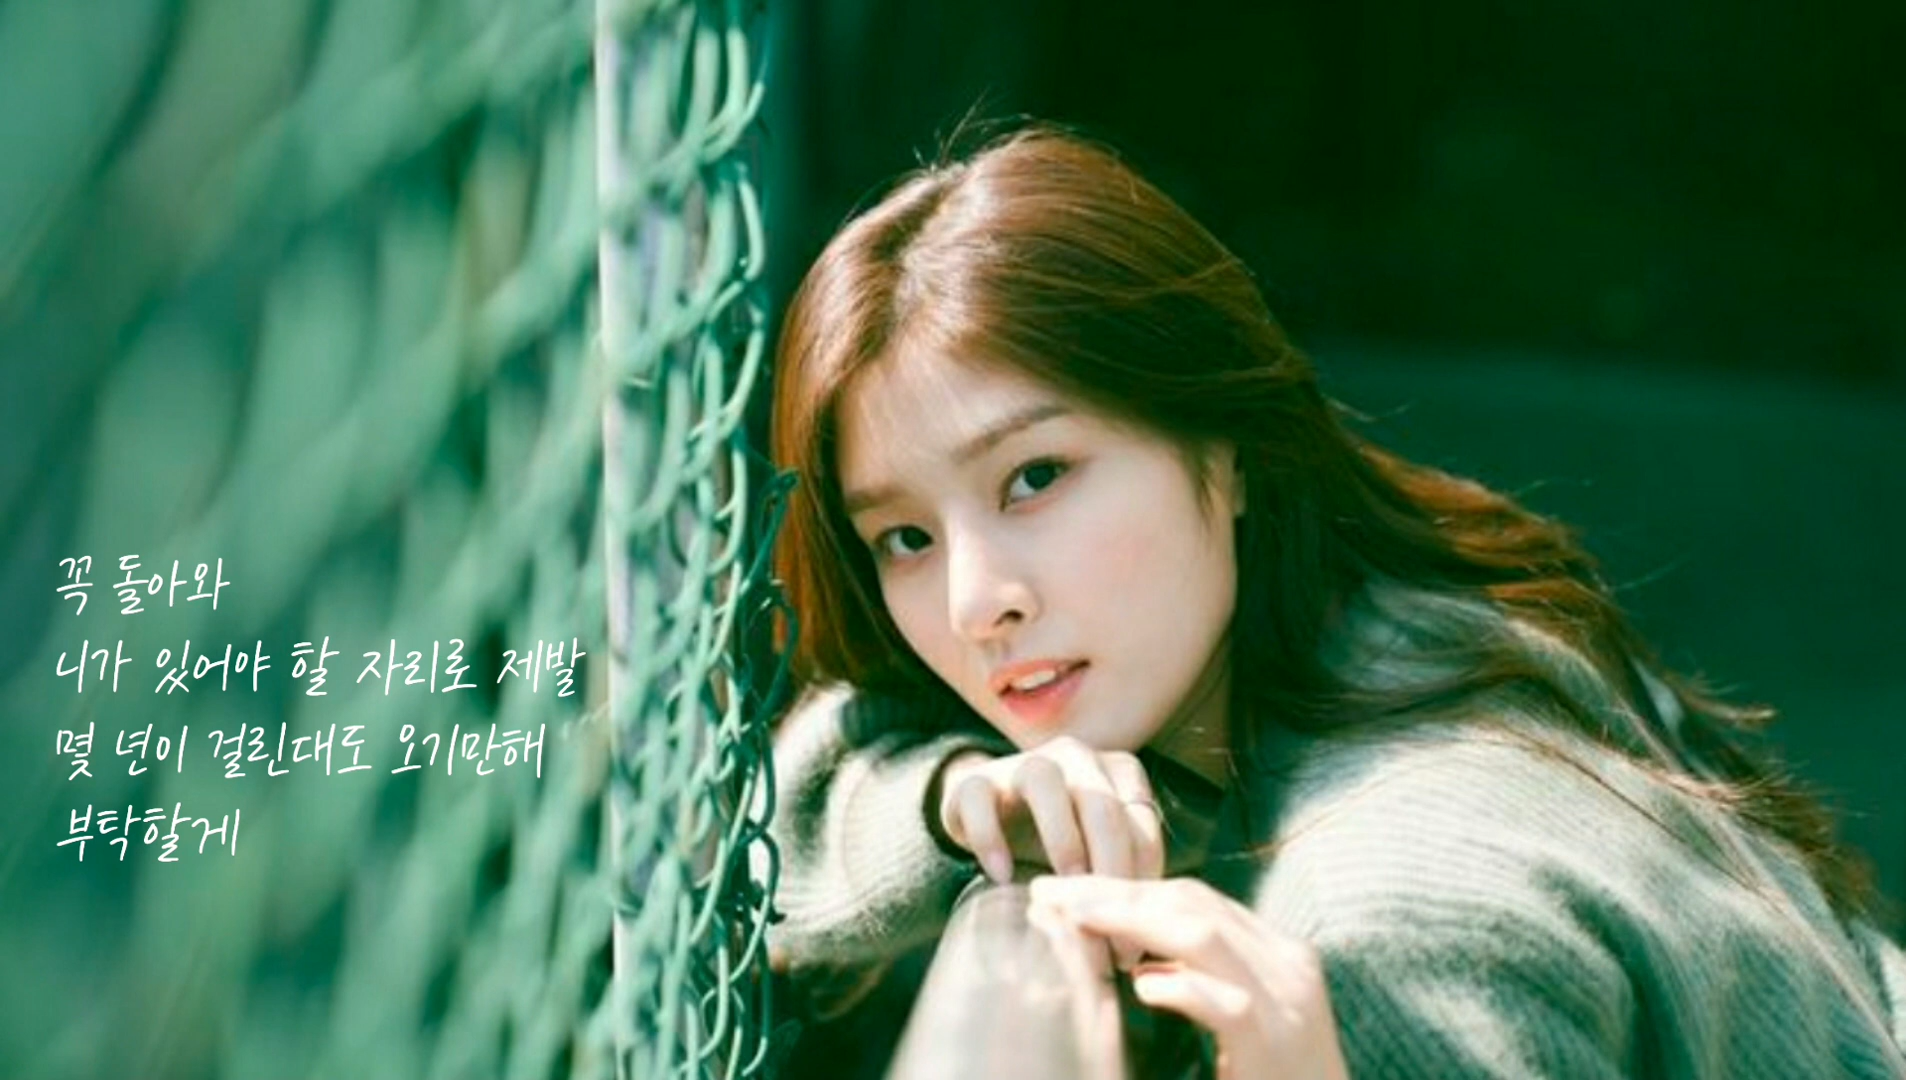 꼭 돌아와
니가 있어야 할 자리로 제발
몇 년이 걸린대도 오기만해
부탁할게